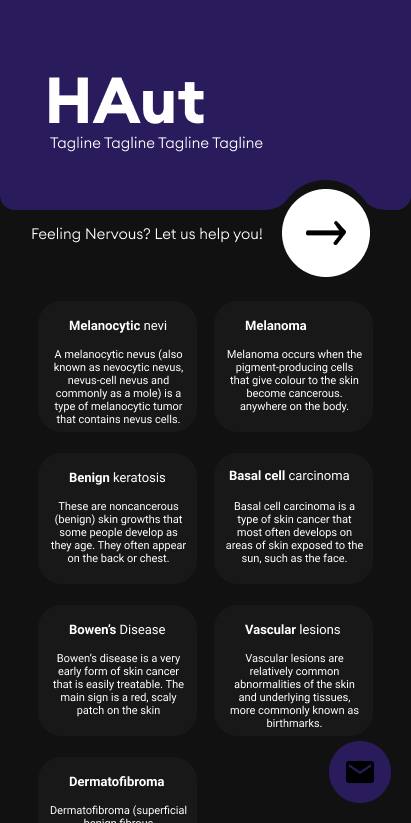 HAut
Tagline Tagline Tagline Tagline
Feeling Nervous? Let us help you!
Melanocytic nevi
A melanocytic nevus (also
known as nevocytic nevus,
nevus-cell nevus and
commonly as a mole) is a
type of melanocytic tumor
that contains nevus cells.
Melanoma
Melanoma occurs when the
pigment-producing cells
that give colour to the skin
become cancerous.
anywhere on the body.
Benign keratosis
These are noncancerous
(benign) skin growths that
some people develop as
they age. They often appear
on the back or chest.
Basal cell carcinoma
Basal cell carcinoma is a
type of skin cancer that
most often develops on
areas of skin exposed to the
sun, such as the face.
Bowen's Disease
Bowen's disease is a very
early form of skin cancer
that is easily treatable. The
main sign is a red, scaly
patch on the skin
Vascular lesions
Vascular lesions are
relatively common
abnormalities of the skin
and underlying tissues,
more commonly known as
birthmarks.
Dermatofibroma
Dermatofibroma (superficial
benign fibrous